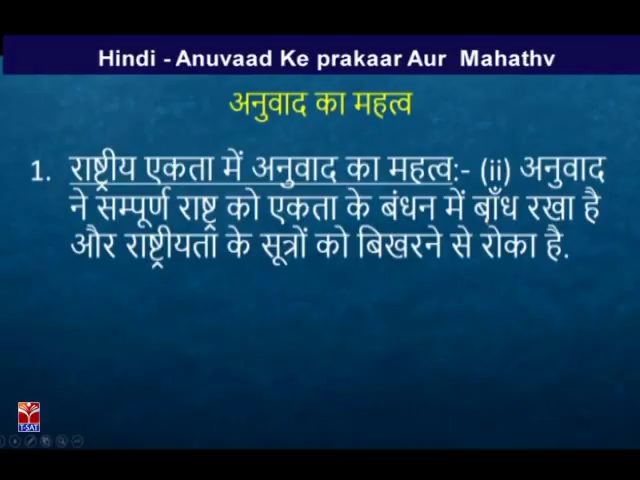 Hindi - Anuvaad Ke prakaar Aur Mahathv
अनुवाद का महत्व
1. राष्ट्रीय एकता में अनुवाद का महत्व:- (ii) अनुवाद
ने सम्पूर्ण राष्ट्र को एकता के बंधन में बाँध रखा है
और राष्ट्रीयता के सूत्रों को बिखरने से रोका है.
T-SAT